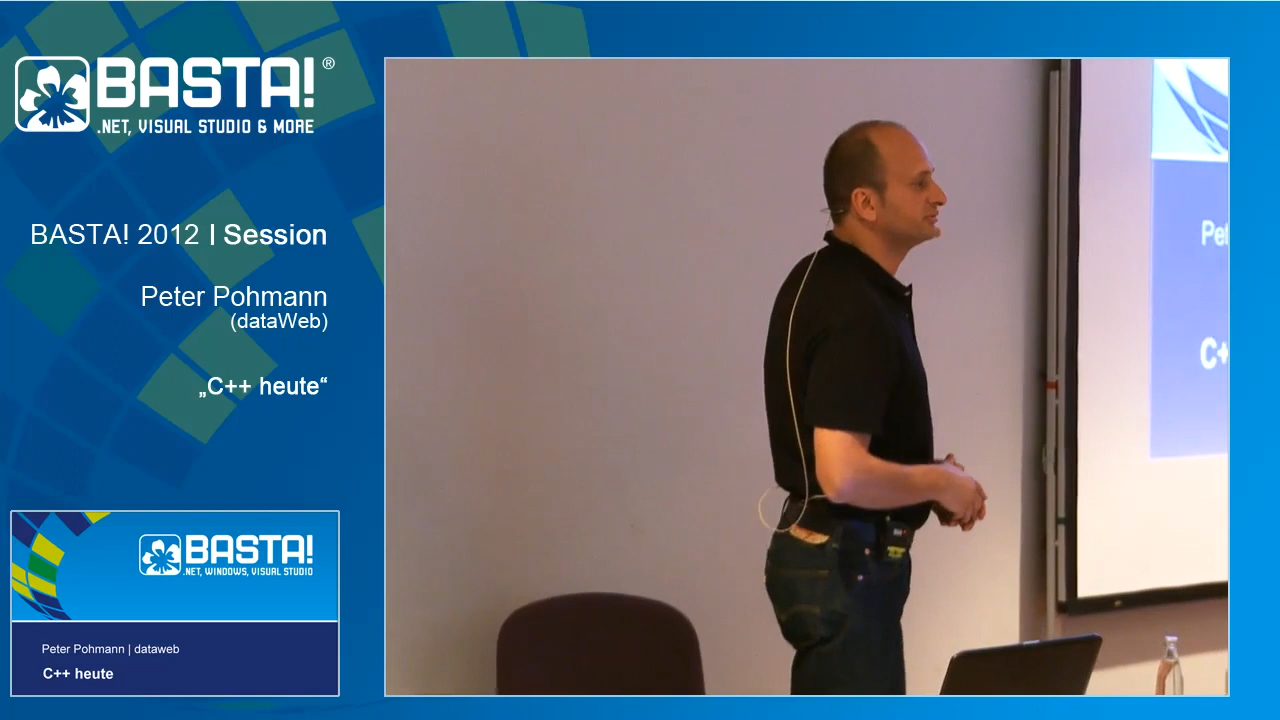 BASTA!®
.NET, VISUAL STUDIO & MORE
BASTA! 2012 | Session
Peter Pohmann
(dataWeb)
„C++ heute“
BASTA!
.NET, WINDOWS, VISUAL STUDIO
Peter Pohmann | dataweb
C++ heute
Pet
C+